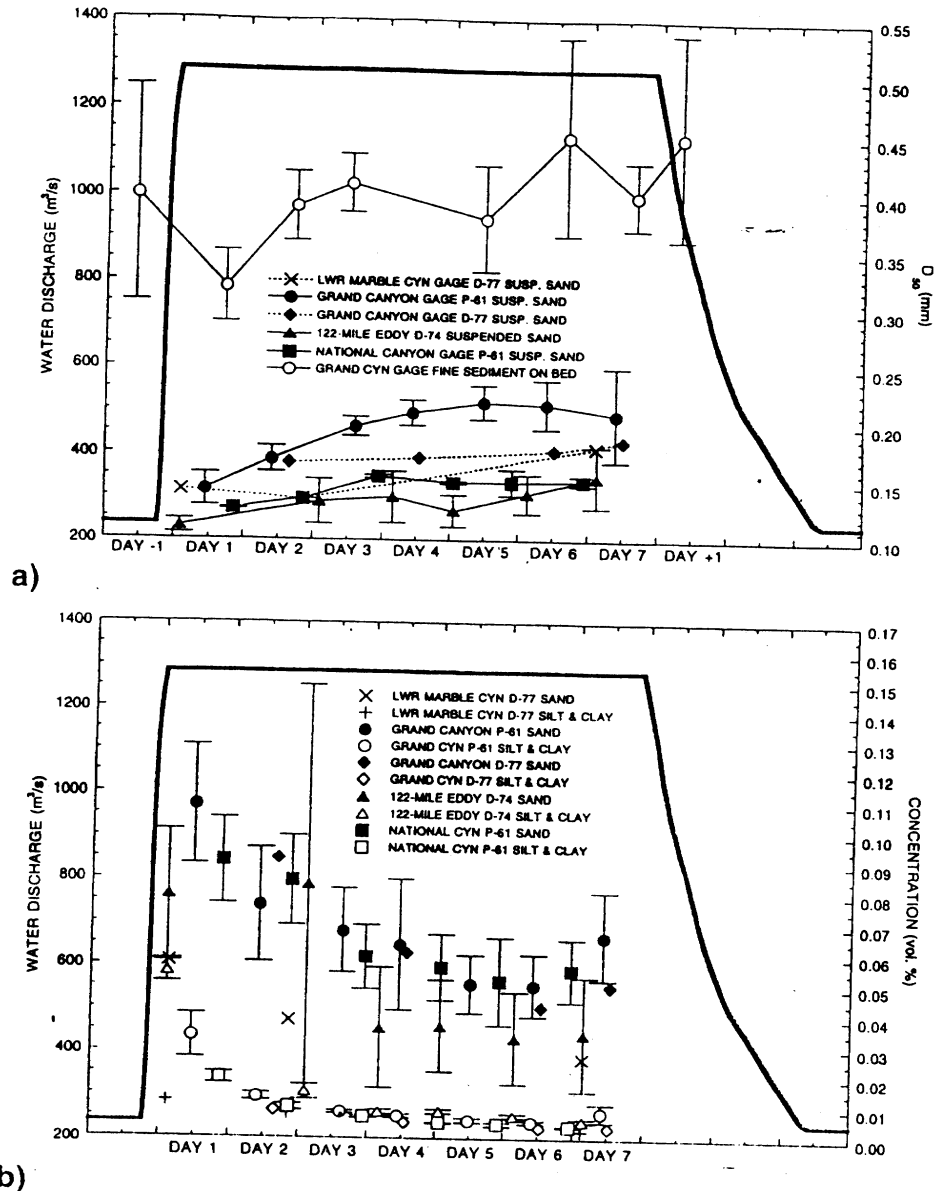 1400
1200
1000
800
600
400
200
WATER DISCHARGE (m³/s)
0.55
0.50
0.45
0.40
0.35
0.30
0.25
0.20
0.15
0.10
D50 (mm)
LWR MARBLE CYN GAGE D-77 SUSP. SAND
GRAND CANYON GAGE P-61 SUSP. SAND
GRAND CANYON GAGE D-77 SUSP. SAND
122-MILE EDDY D-74 SUSPENDED SAND
NATIONAL CANYON GAGE P-61 SUSP. SAND
GRAND CYN GAGE FINE SEDIMENT ON BED
DAY -1 DAY 1 DAY 2 DAY 3 DAY 4 DAY 5 DAY 6 DAY 7 DAY +1
a)
1400
1200
1000
800
600
400
200
WATER DISCHARGE (m³/s)
0.17
0.16
0.15
0.14
0.13
0.12
0.11
0.10
0.09
0.08
0.07
0.06
0.05
0.04
0.03
0.02
0.01
0.00
CONCENTRATION (vol. %)
LWR MARBLE CYN D-77 SAND
LWR MARBLE CYN D-77 SILT & CLAY
GRAND CANYON P-61 SAND
GRAND CYN P-61 SILT & CLAY
GRAND CANYON D-77 SAND
GRAND CYN D-77 SILT & CLAY
122-MILE EDDY D-74 SAND
122-MILE EDDY D-74 SILT & CLAY
NATIONAL CYN P-61 SAND
NATIONAL CYN P-61 SILT & CLAY
DAY 1 DAY 2 DAY 3 DAY 4 DAY 5 DAY 6 DAY 7
b)